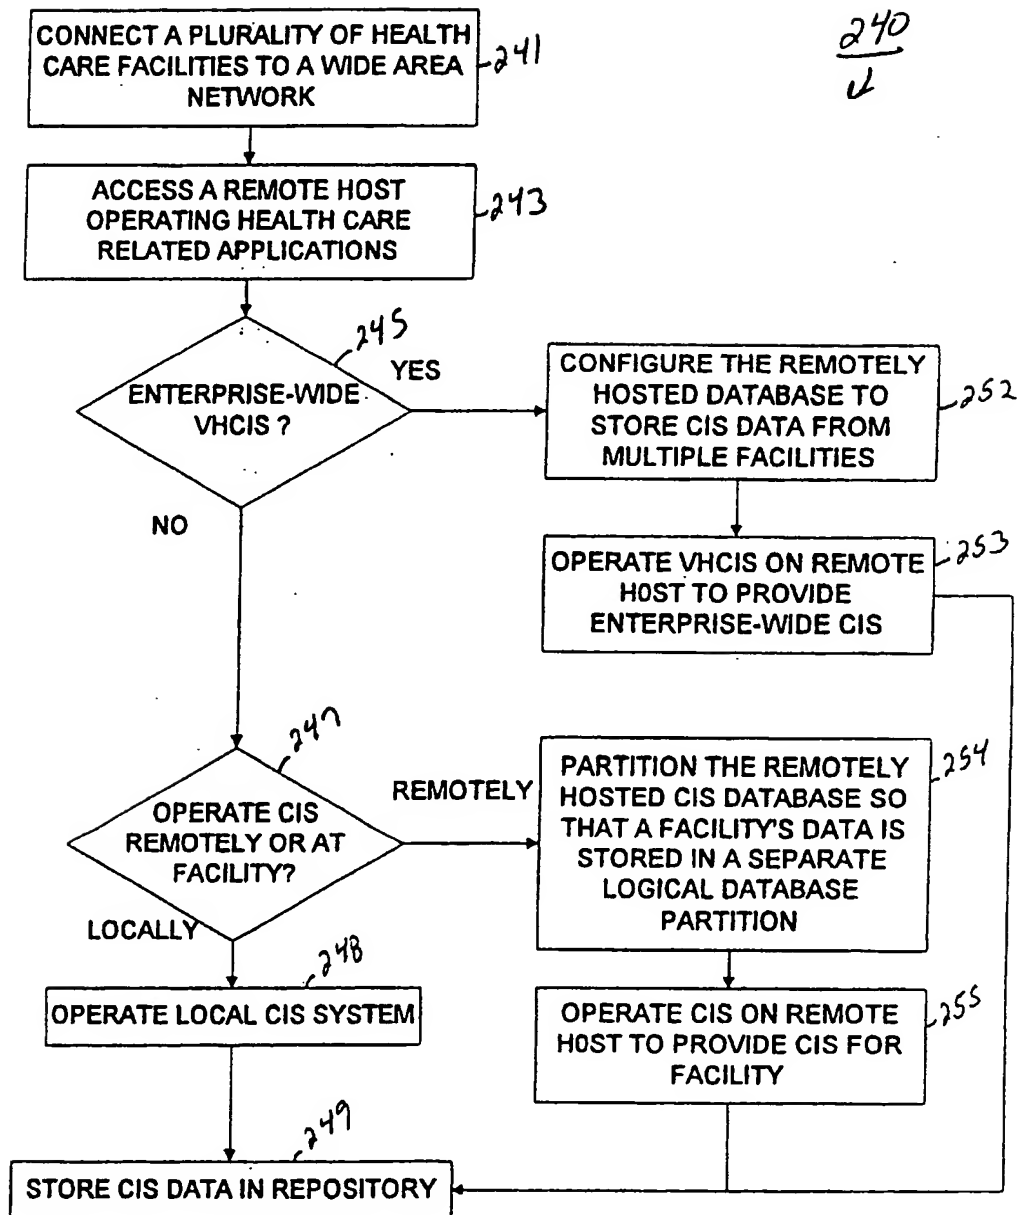 240
CONNECT A PLURALITY OF HEALTH
CARE FACILITIES TO A WIDE AREA
NETWORK
241
ACCESS A REMOTE HOST
OPERATING HEALTH CARE
RELATED APPLICATIONS
243
ENTERPRISE-WIDE
VHCIS ?
245
YES
NO
CONFIGURE THE REMOTELY
HOSTED DATABASE TO
STORE CIS DATA FROM
MULTIPLE FACILITIES
252
OPERATE VHCIS ON REMOTE
HOST TO PROVIDE
ENTERPRISE-WIDE CIS
253
OPERATE CIS
REMOTELY OR AT
FACILITY?
247
REMOTELY
LOCALLY
PARTITION THE REMOTELY
HOSTED CIS DATABASE SO
THAT A FACILITY'S DATA IS
STORED IN A SEPARATE
LOGICAL DATABASE
PARTITION
254
OPERATE LOCAL CIS SYSTEM
248
OPERATE CIS ON REMOTE
HOST TO PROVIDE CIS FOR
FACILITY
255
STORE CIS DATA IN REPOSITORY
249